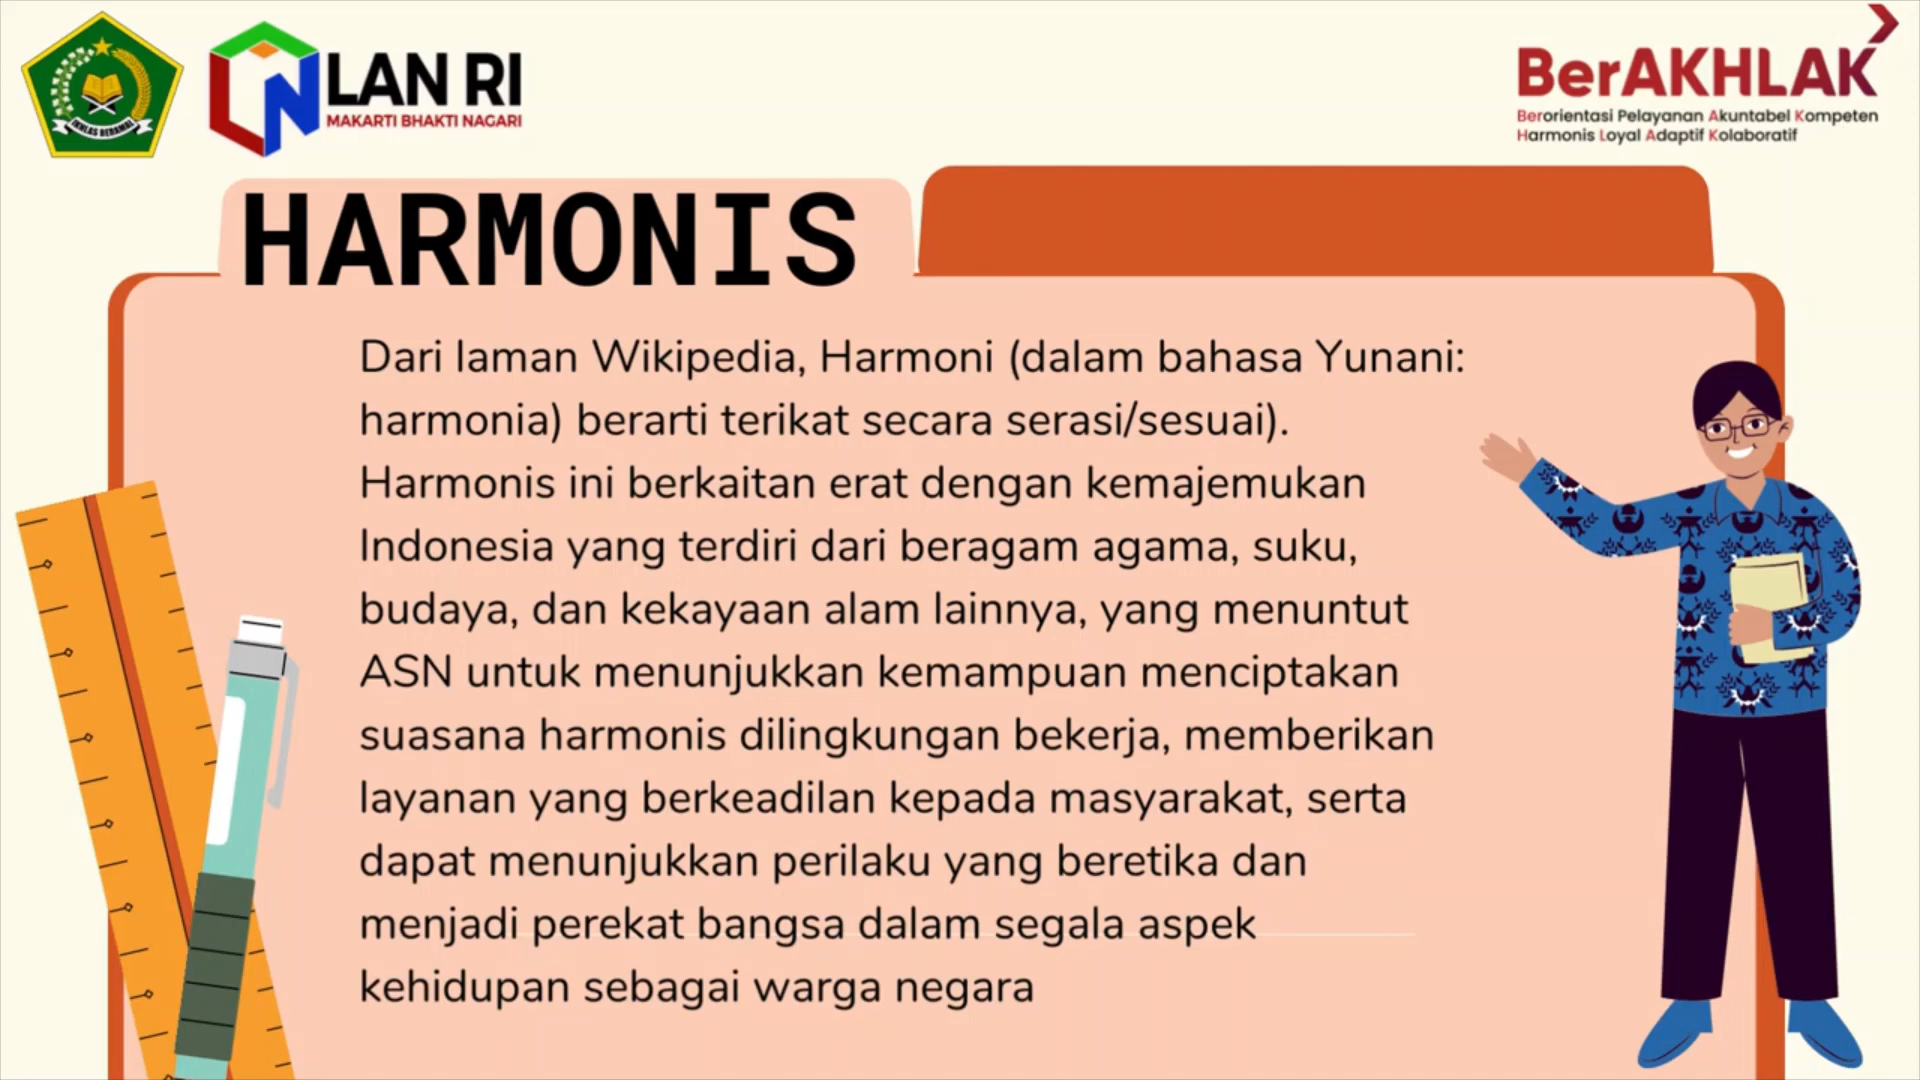 IKHLAS BERAMAL
LAN RI
MAKARTI BHAKTI NAGARI
BerAKHLAK
Berorientasi Pelayanan Akuntabel Kompeten
Harmonis Loyal Adaptif Kolaboratif
HARMONIS
Dari laman Wikipedia, Harmoni (dalam bahasa Yunani:
harmonia) berarti terikat secara serasi/sesuai).
Harmonis ini berkaitan erat dengan kemajemukan
Indonesia yang terdiri dari beragam agama, suku,
budaya, dan kekayaan alam lainnya, yang menuntut
ASN untuk menunjukkan kemampuan menciptakan
suasana harmonis dilingkungan bekerja, memberikan
layanan yang berkeadilan kepada masyarakat, serta
dapat menunjukkan perilaku yang beretika dan
menjadi perekat bangsa dalam segala aspek
kehidupan sebagai warga negara